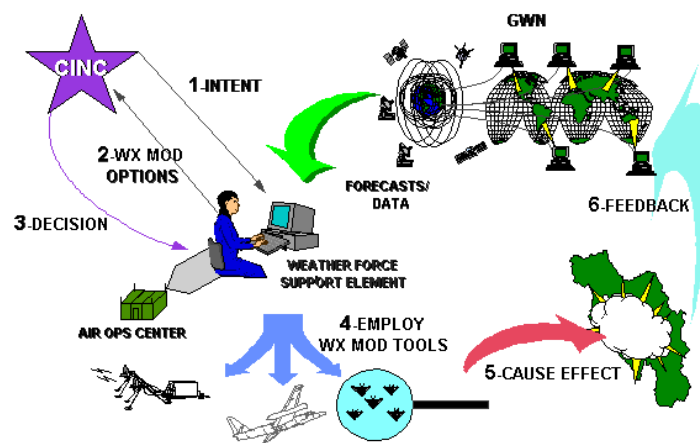 CINC
GWN
1-INTENT
2-WX MOD
OPTIONS
3-DECISION
FORECASTS/
DATA
6-FEEDBACK
WEATHER FORCE
SUPPORT ELEMENT
AIR OPS CENTER
4-EMPLOY
WX MOD TOOLS
5-CAUSE EFFECT